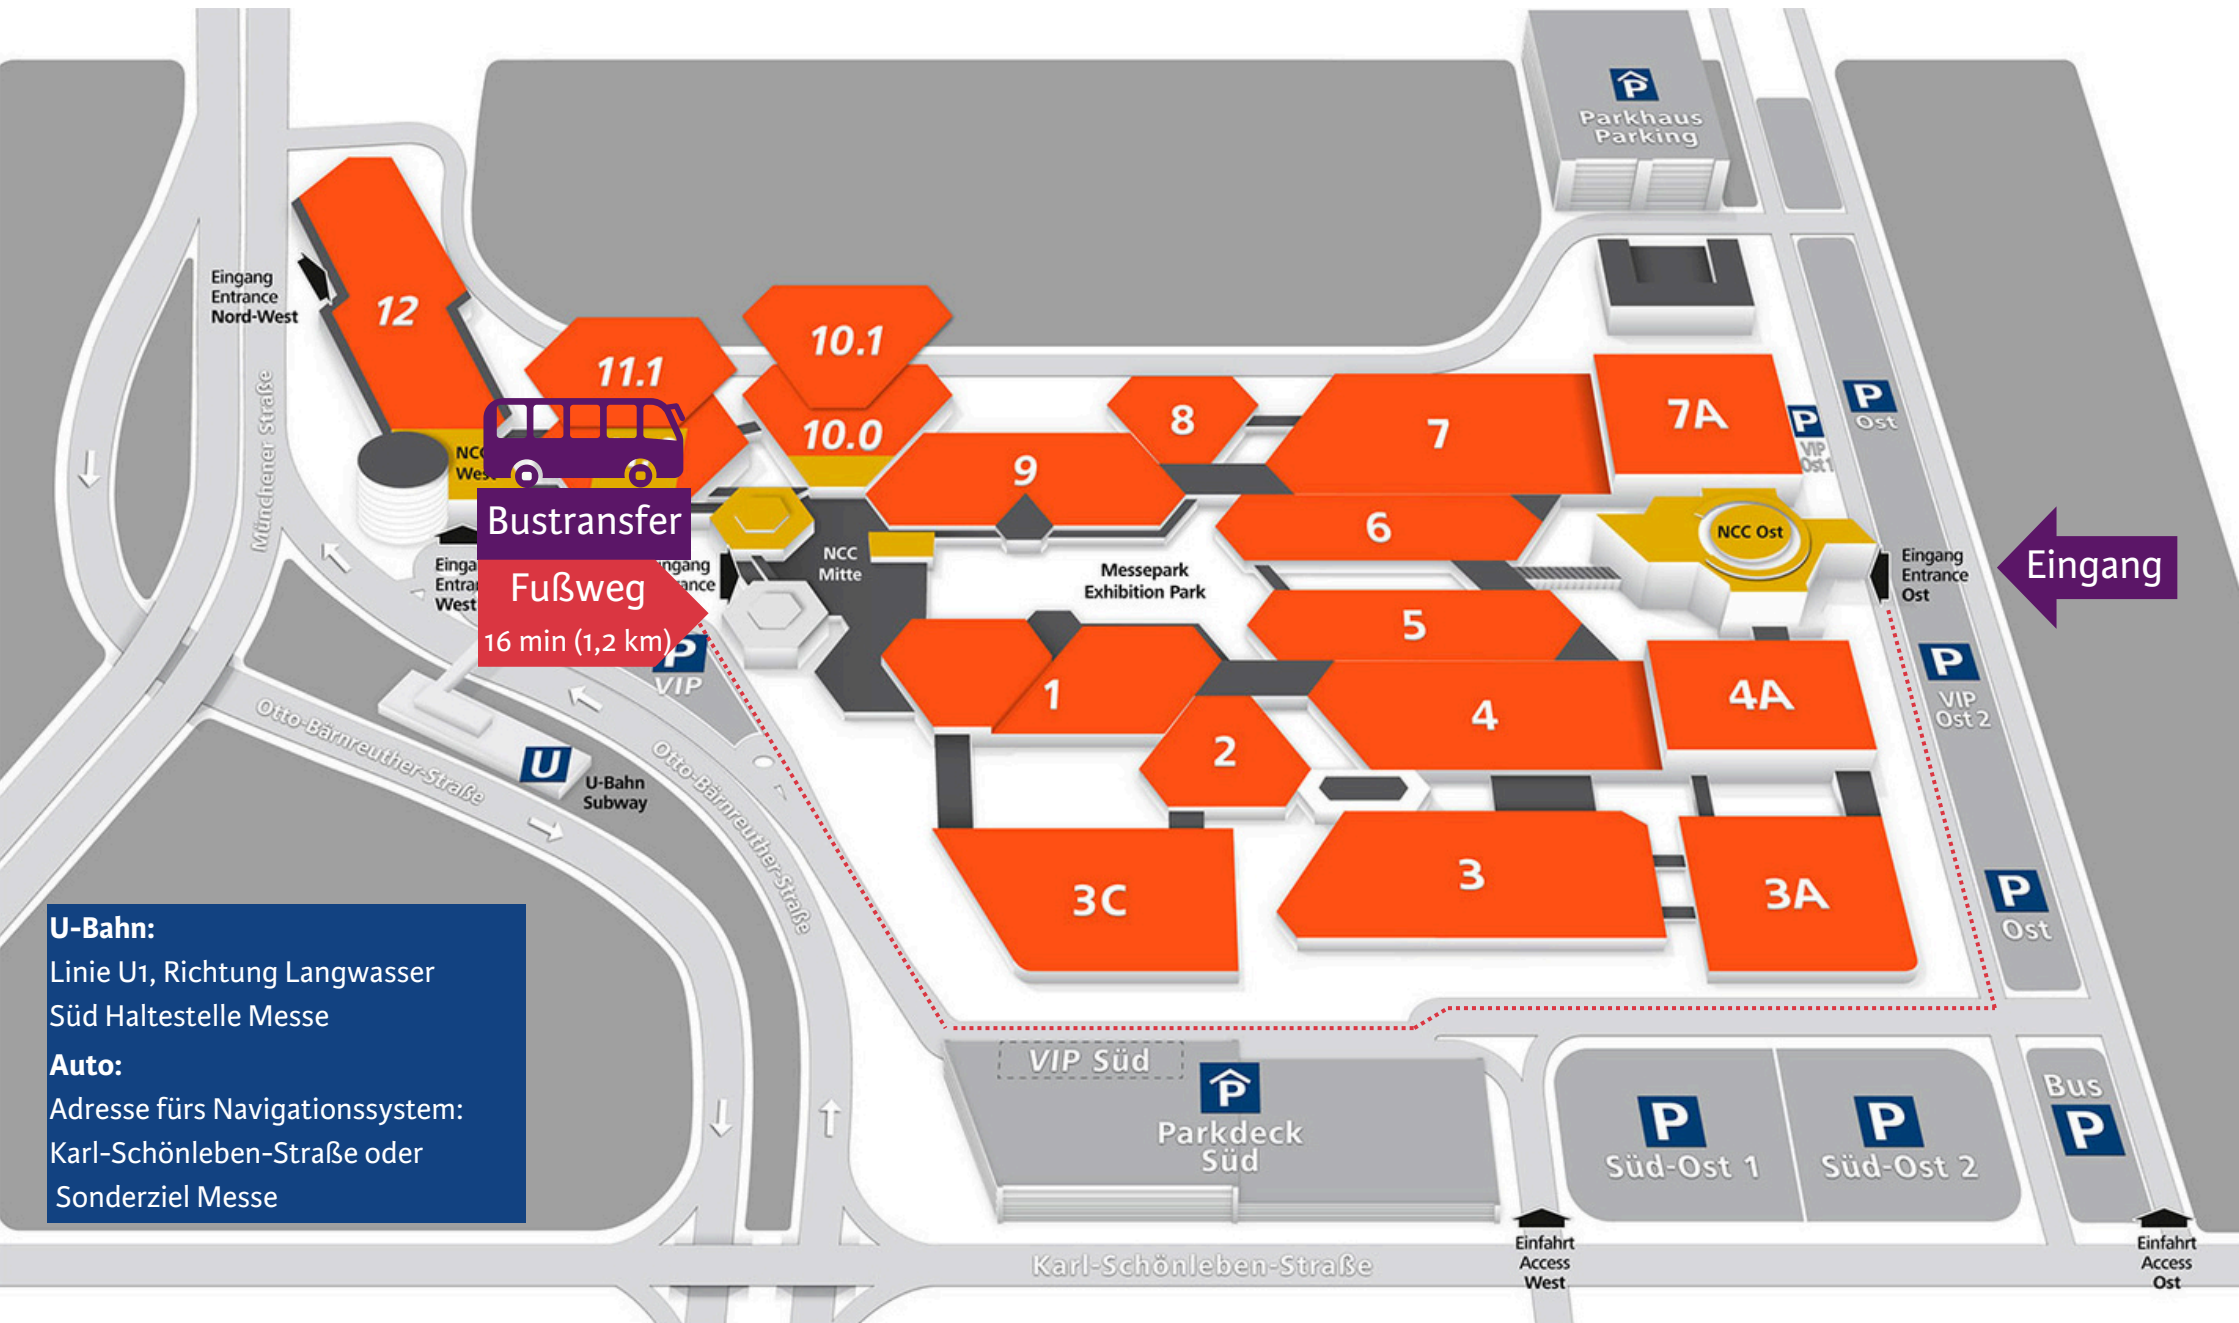 P
Parkhaus
Parking
Eingang
Entrance
Nord-West
12
11.1
10.1
10.0
9
8
7
7A
P
VIP
Ost 1
P
Ost
Münchener Straße
NCC
West
Bustransfer
Fußweg
16 min (1,2 km)
Entrance
West
NCC
Mitte
Messepark
Exhibition Park
6
5
NCC Ost
Eingang
Entrance
Ost
Eingang
P
VIP
1
2
4
4A
P
VIP
Ost 2
Otto-Bärnreuther-Straße
U
U-Bahn
Subway
Otto-Bärnreuther-Straße
3C
3
3A
P
Ost
U-Bahn:
Linie U1, Richtung Langwasser
Süd Haltestelle Messe
Auto:
Adresse fürs Navigationssystem:
Karl-Schönleben-Straße oder
Sonderziel Messe
VIP Süd
P
Parkdeck
Süd
P
Süd-Ost 1
P
Süd-Ost 2
Bus
P
Karl-Schönleben-Straße
Einfahrt
Access
West
Einfahrt
Access
Ost